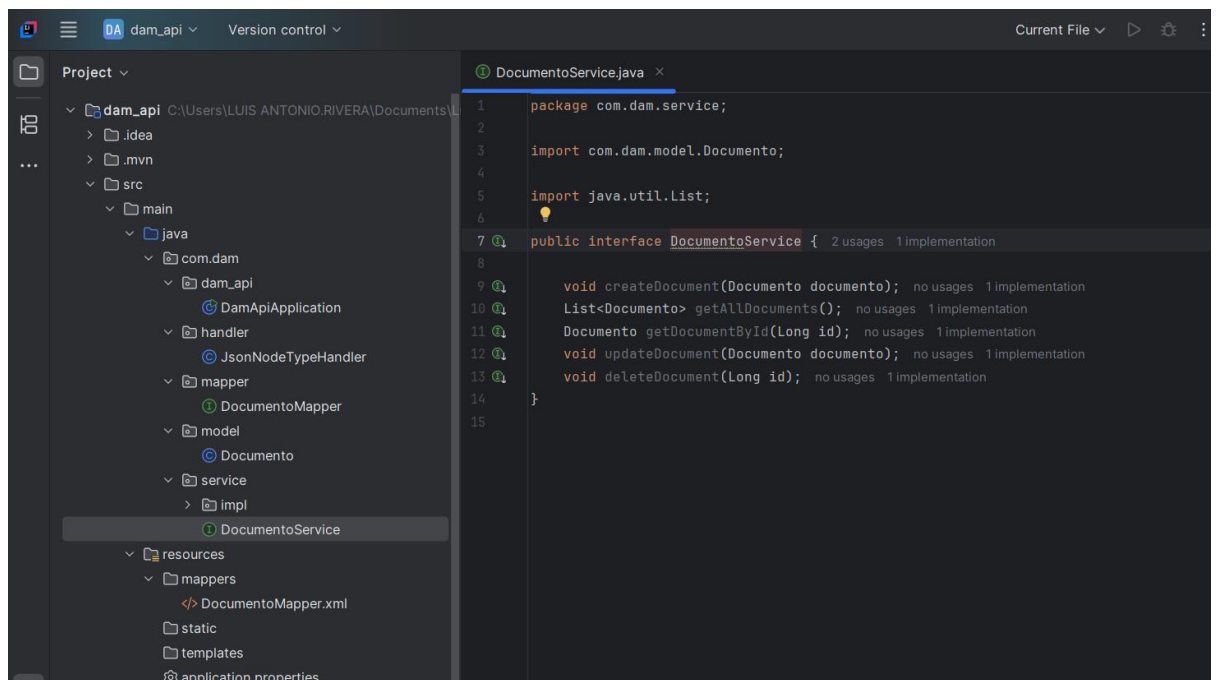 DA dam_api Version control Current File
Project
DocumentoService.java
dam_api C:\Users\LUIS ANTONIO.RIVERA\Documents\L
.idea
.mvn
src
main
java
com.dam
dam_api
DamApiApplication
handler
JsonNodeTypeHandler
mapper
DocumentoMapper
model
Documento
service
impl
DocumentoService
resources
mappers
</> DocumentoMapper.xml
static
templates
application.properties
1 package com.dam.service;
2
3 import com.dam.model.Documento;
4
5 import java.util.List;
6
7 public interface DocumentoService { 2 usages 1 implementation
8
9 void createDocument(Documento documento); no usages 1 implementation
10 List<Documento> getAllDocuments(); no usages 1 implementation
11 Documento getDocumentById(Long id); no usages 1 implementation
12 void updateDocument(Documento documento); no usages 1 implementation
13 void deleteDocument(Long id); no usages 1 implementation
14 }
15